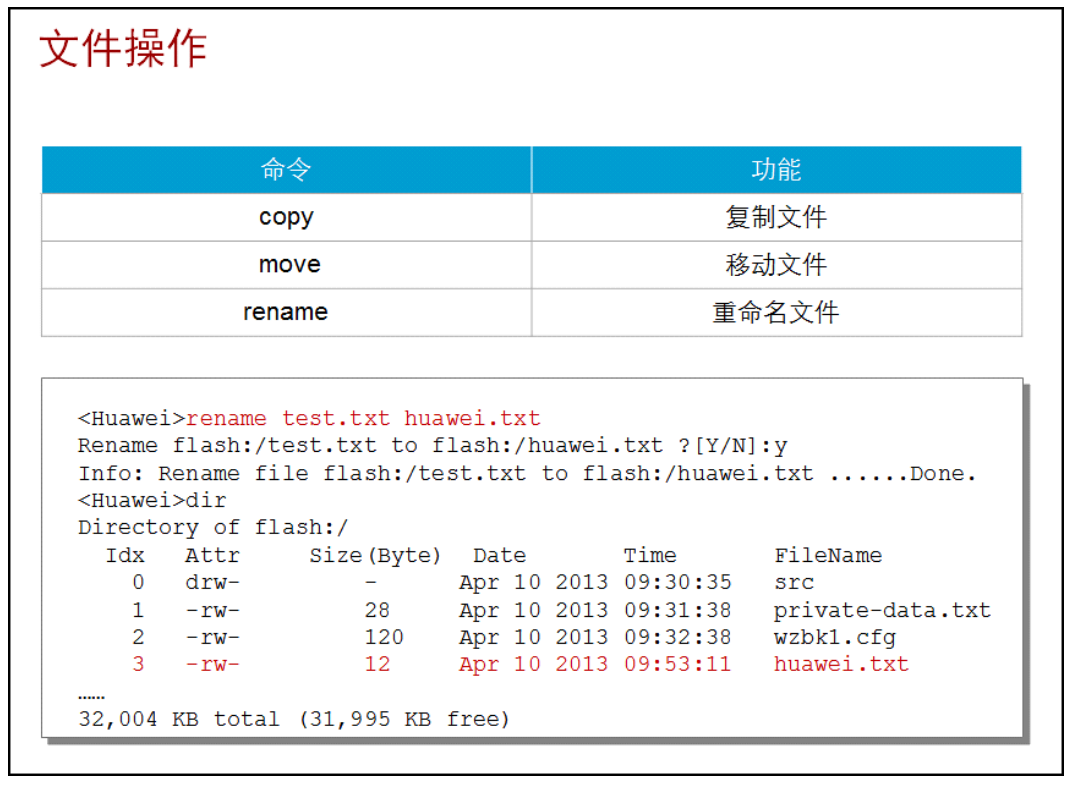 文件操作
命令 功能
copy 复制文件
move 移动文件
rename 重命名文件
<Huawei>rename test.txt huawei.txt
Rename flash:/test.txt to flash:/huawei.txt ?[Y/N]:y
Info: Rename file flash:/test.txt to flash:/huawei.txt ......Done.
<Huawei>dir
Directory of flash:/
Idx Attr Size(Byte) Date Time FileName
0 drw- - Apr 10 2013 09:30:35 src
1 -rw- 28 Apr 10 2013 09:31:38 private-data.txt
2 -rw- 120 Apr 10 2013 09:32:38 wzbk1.cfg
3 -rw- 12 Apr 10 2013 09:53:11 huawei.txt
……
32,004 KB total (31,995 KB free)